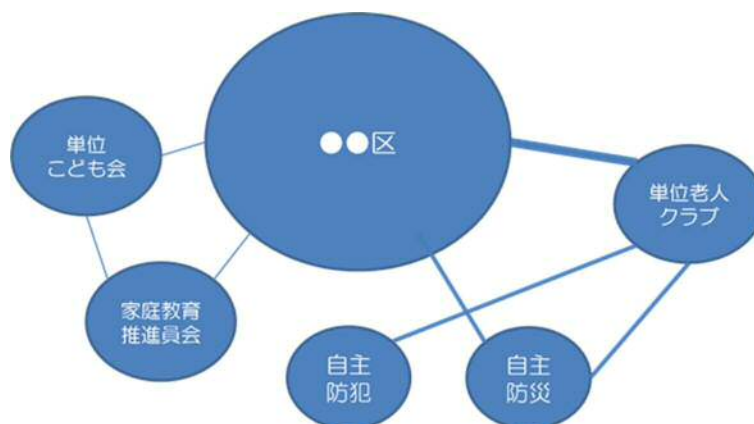 ●●区
単位
こども会
単位老人
クラブ
家庭教育
推進員会
自主
防犯
自主
防災